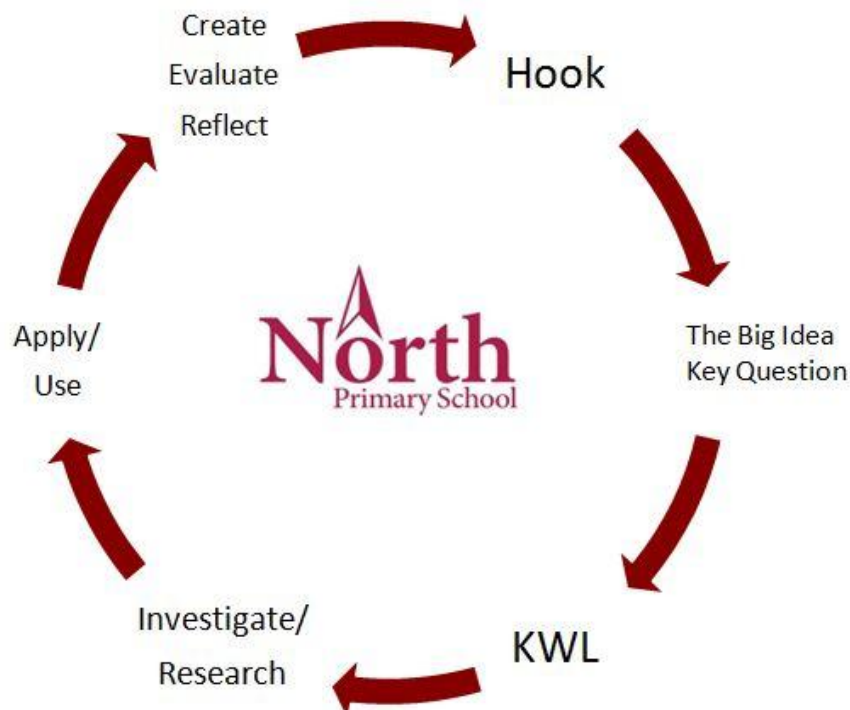 Create
Evaluate
Reflect
Hook
The Big Idea
Key Question
KWL
Investigate/
Research
Apply/
Use
North
Primary School